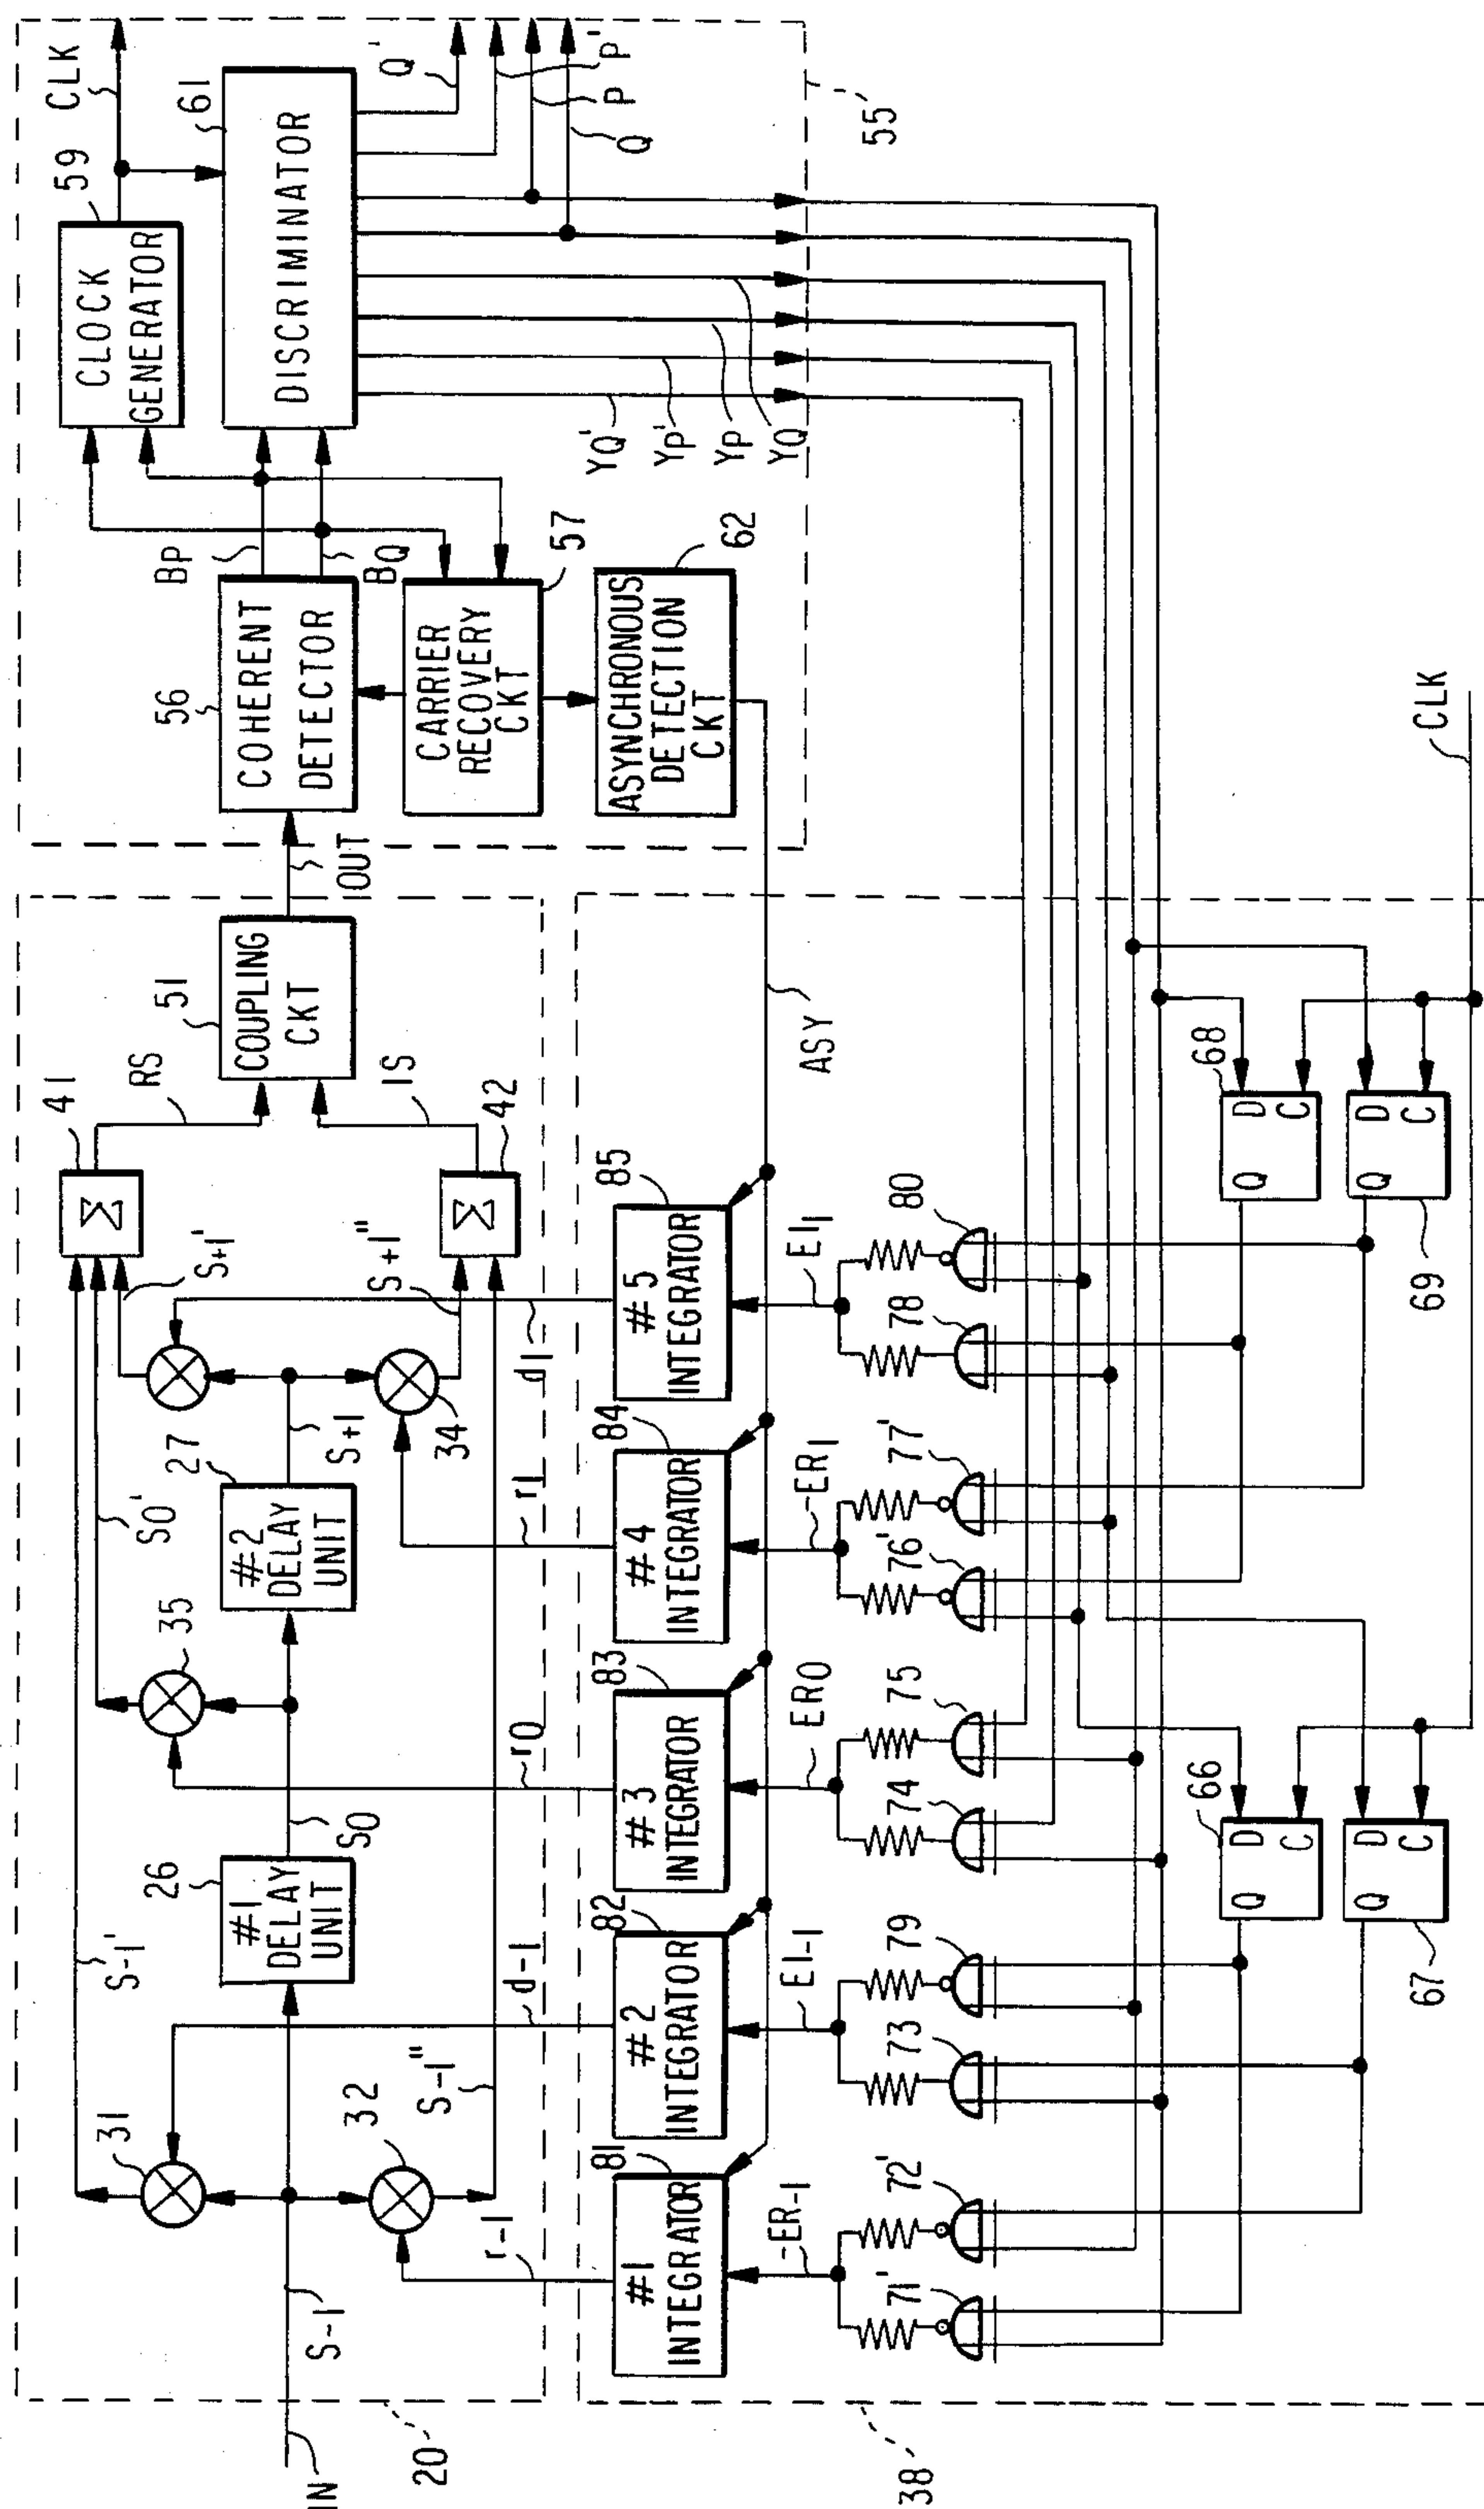 IN
S-1
31
S-1'
32
S-1"
r-1
d-1
#1
DELAY
UNIT
26
S0
35
S0'
r0
#2
DELAY
UNIT
27
S+1
S+1'
34
S+1"
r1
d1
41
Σ
RS
42
Σ
IS
51
COUPLING
CKT
OUT
20'
56
COHERENT
DETECTOR
BP
BQ
CARRIER
RECOVERY
CKT
57
ASYNCHRONOUS
DETECTION
CKT
62
CLOCK
GENERATOR
59
CLK
61
DISCRIMINATOR
Q'
P'
P
Q
YQ'
YP'
YP
YQ
55
81
#1
INTEGRATOR
82
#2
INTEGRATOR
83
#3
INTEGRATOR
84
#4
INTEGRATOR
85
#5
INTEGRATOR
ASY
-ER-1
EI-1
ER0
-ER1
EI1
71'
72'
73
79
74
75
76'
77'
78
80
66
D
C
Q
67
D
C
Q
68
D
C
Q
69
D
C
Q
CLK
38'